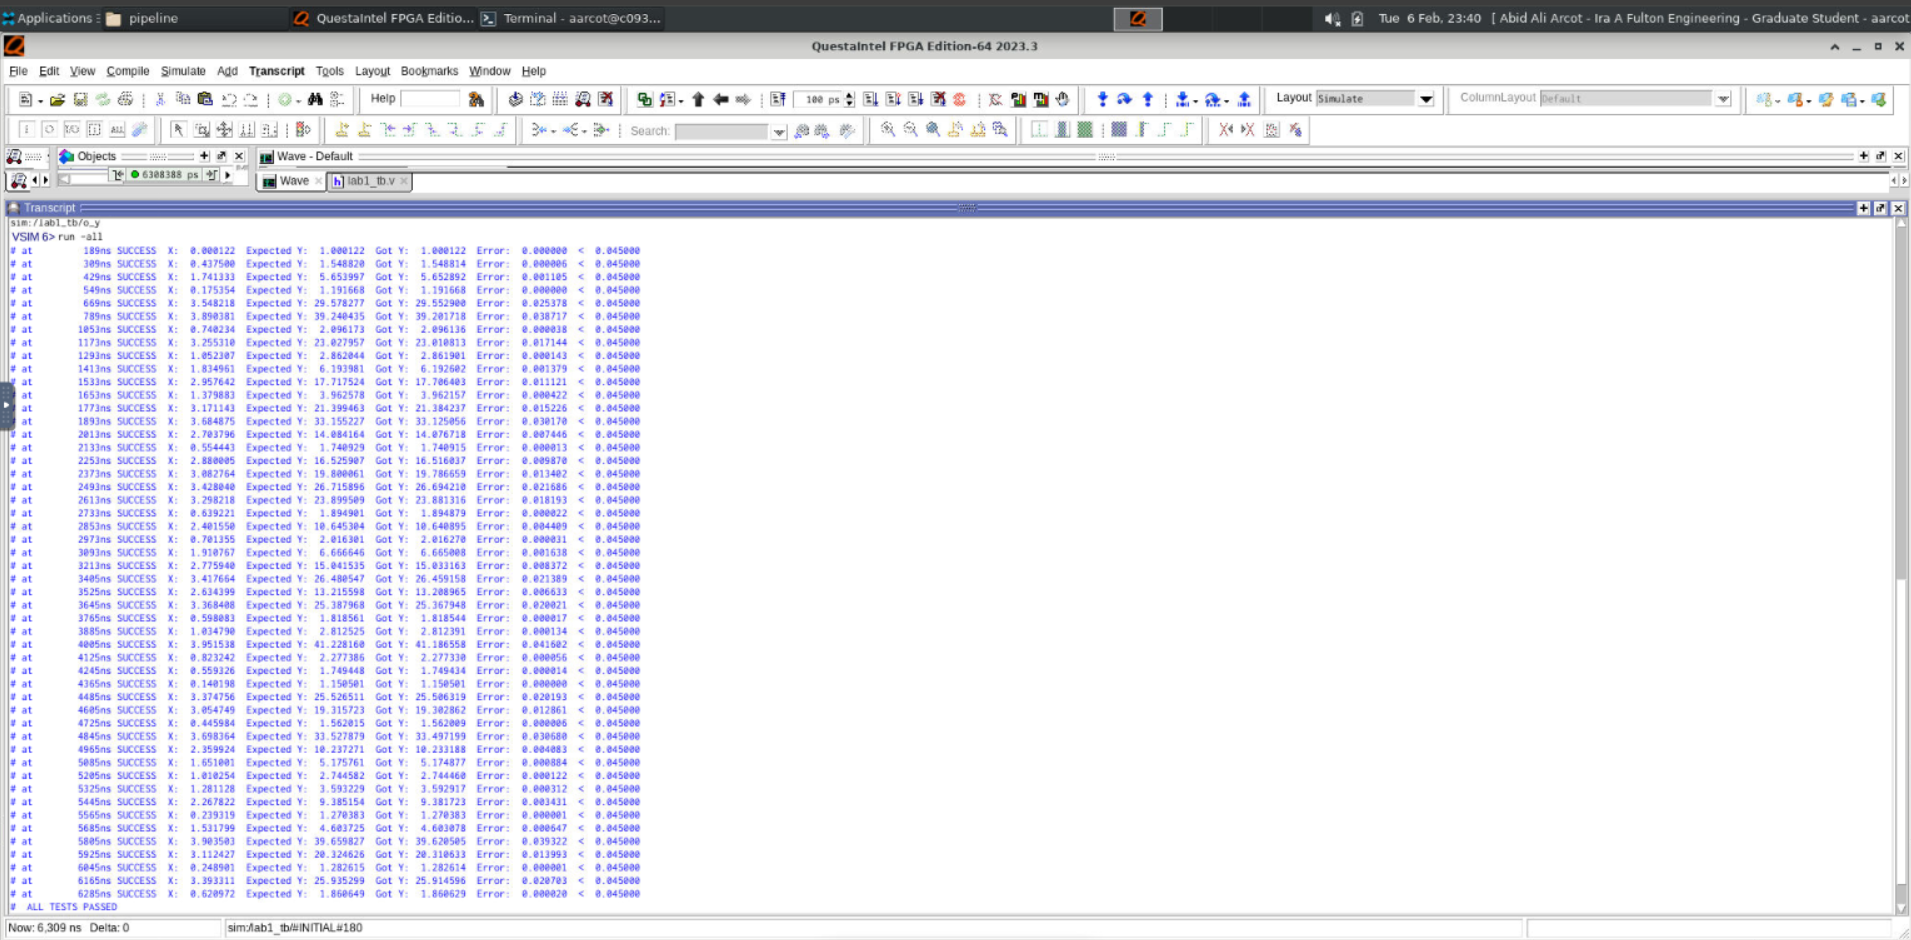 Applications pipeline QuestaIntel FPGA Editio... Terminal - aarcot@c093... Tue 6 Feb, 23:40 [ Abid Ali Arcot - Ira A Fulton Engineering - Graduate Student - aarcot
QuestaIntel FPGA Edition-64 2023.3
File Edit View Compile Simulate Add Transcript Tools Layout Bookmarks Window Help
Help 100 ps Layout Simulate ColumnLayout Default
ALL Search:
Objects Wave - Default
6308388 ps Wave lab1_tb.v
Transcript
sim:/lab1_tb/o_y
VSIM 6> run -all
# at 189ns SUCCESS X: 0.000122 Expected Y: 1.000122 Got Y: 1.000122 Error: 0.000000 < 0.045000
# at 309ns SUCCESS X: 0.437500 Expected Y: 1.548820 Got Y: 1.548814 Error: 0.000006 < 0.045000
# at 429ns SUCCESS X: 1.741333 Expected Y: 5.653997 Got Y: 5.652892 Error: 0.001105 < 0.045000
# at 549ns SUCCESS X: 0.175354 Expected Y: 1.191668 Got Y: 1.191668 Error: 0.000000 < 0.045000
# at 669ns SUCCESS X: 3.548218 Expected Y: 29.578277 Got Y: 29.552900 Error: 0.025378 < 0.045000
# at 789ns SUCCESS X: 3.890381 Expected Y: 39.240435 Got Y: 39.201718 Error: 0.038717 < 0.045000
# at 1053ns SUCCESS X: 0.740234 Expected Y: 2.096173 Got Y: 2.096136 Error: 0.000038 < 0.045000
# at 1173ns SUCCESS X: 3.255310 Expected Y: 23.027957 Got Y: 23.010813 Error: 0.017144 < 0.045000
# at 1293ns SUCCESS X: 1.052307 Expected Y: 2.862044 Got Y: 2.861901 Error: 0.000143 < 0.045000
# at 1413ns SUCCESS X: 1.834961 Expected Y: 6.193981 Got Y: 6.192602 Error: 0.001379 < 0.045000
# at 1533ns SUCCESS X: 2.957642 Expected Y: 17.717524 Got Y: 17.706403 Error: 0.011121 < 0.045000
# at 1653ns SUCCESS X: 1.379883 Expected Y: 3.962578 Got Y: 3.962157 Error: 0.000422 < 0.045000
# at 1773ns SUCCESS X: 3.171143 Expected Y: 21.399463 Got Y: 21.384237 Error: 0.015226 < 0.045000
# at 1893ns SUCCESS X: 3.684875 Expected Y: 33.155227 Got Y: 33.125056 Error: 0.030170 < 0.045000
# at 2013ns SUCCESS X: 2.703796 Expected Y: 14.084164 Got Y: 14.076718 Error: 0.007446 < 0.045000
# at 2133ns SUCCESS X: 0.554443 Expected Y: 1.740929 Got Y: 1.740915 Error: 0.000013 < 0.045000
# at 2253ns SUCCESS X: 2.880005 Expected Y: 16.525907 Got Y: 16.516037 Error: 0.009870 < 0.045000
# at 2373ns SUCCESS X: 3.082764 Expected Y: 19.800061 Got Y: 19.786659 Error: 0.013402 < 0.045000
# at 2493ns SUCCESS X: 3.428040 Expected Y: 26.715896 Got Y: 26.694210 Error: 0.021686 < 0.045000
# at 2613ns SUCCESS X: 3.298218 Expected Y: 23.899509 Got Y: 23.881316 Error: 0.018193 < 0.045000
# at 2733ns SUCCESS X: 0.639221 Expected Y: 1.894901 Got Y: 1.894879 Error: 0.000022 < 0.045000
# at 2853ns SUCCESS X: 2.401550 Expected Y: 10.645304 Got Y: 10.640895 Error: 0.004409 < 0.045000
# at 2973ns SUCCESS X: 0.701355 Expected Y: 2.016301 Got Y: 2.016270 Error: 0.000031 < 0.045000
# at 3093ns SUCCESS X: 1.910767 Expected Y: 6.666646 Got Y: 6.665008 Error: 0.001638 < 0.045000
# at 3213ns SUCCESS X: 2.775940 Expected Y: 15.041535 Got Y: 15.033163 Error: 0.008372 < 0.045000
# at 3405ns SUCCESS X: 3.417664 Expected Y: 26.480547 Got Y: 26.459158 Error: 0.021389 < 0.045000
# at 3525ns SUCCESS X: 2.634399 Expected Y: 13.215598 Got Y: 13.208965 Error: 0.006633 < 0.045000
# at 3645ns SUCCESS X: 3.368408 Expected Y: 25.387968 Got Y: 25.367948 Error: 0.020021 < 0.045000
# at 3765ns SUCCESS X: 0.598083 Expected Y: 1.818561 Got Y: 1.818544 Error: 0.000017 < 0.045000
# at 3885ns SUCCESS X: 1.034790 Expected Y: 2.812525 Got Y: 2.812391 Error: 0.000134 < 0.045000
# at 4005ns SUCCESS X: 3.951538 Expected Y: 41.228160 Got Y: 41.186558 Error: 0.041602 < 0.045000
# at 4125ns SUCCESS X: 0.823242 Expected Y: 2.277386 Got Y: 2.277330 Error: 0.000056 < 0.045000
# at 4245ns SUCCESS X: 0.559326 Expected Y: 1.749448 Got Y: 1.749434 Error: 0.000014 < 0.045000
# at 4365ns SUCCESS X: 0.140198 Expected Y: 1.150501 Got Y: 1.150501 Error: 0.000000 < 0.045000
# at 4485ns SUCCESS X: 3.374756 Expected Y: 25.526511 Got Y: 25.506319 Error: 0.020193 < 0.045000
# at 4605ns SUCCESS X: 3.054749 Expected Y: 19.315723 Got Y: 19.302862 Error: 0.012861 < 0.045000
# at 4725ns SUCCESS X: 0.445984 Expected Y: 1.562015 Got Y: 1.562009 Error: 0.000006 < 0.045000
# at 4845ns SUCCESS X: 3.698364 Expected Y: 33.527879 Got Y: 33.497199 Error: 0.030680 < 0.045000
# at 4965ns SUCCESS X: 2.359924 Expected Y: 10.237271 Got Y: 10.233188 Error: 0.004083 < 0.045000
# at 5085ns SUCCESS X: 1.651001 Expected Y: 5.175761 Got Y: 5.174877 Error: 0.000884 < 0.045000
# at 5205ns SUCCESS X: 1.010254 Expected Y: 2.744582 Got Y: 2.744460 Error: 0.000122 < 0.045000
# at 5325ns SUCCESS X: 1.281128 Expected Y: 3.593229 Got Y: 3.592917 Error: 0.000312 < 0.045000
# at 5445ns SUCCESS X: 2.267822 Expected Y: 9.385154 Got Y: 9.381723 Error: 0.003431 < 0.045000
# at 5565ns SUCCESS X: 0.239319 Expected Y: 1.270383 Got Y: 1.270383 Error: 0.000001 < 0.045000
# at 5685ns SUCCESS X: 1.531799 Expected Y: 4.603725 Got Y: 4.603078 Error: 0.000647 < 0.045000
# at 5805ns SUCCESS X: 3.903503 Expected Y: 39.659827 Got Y: 39.620505 Error: 0.039322 < 0.045000
# at 5925ns SUCCESS X: 3.112427 Expected Y: 20.324626 Got Y: 20.310633 Error: 0.013993 < 0.045000
# at 6045ns SUCCESS X: 0.248901 Expected Y: 1.282615 Got Y: 1.282614 Error: 0.000001 < 0.045000
# at 6165ns SUCCESS X: 3.393311 Expected Y: 25.935299 Got Y: 25.914596 Error: 0.020703 < 0.045000
# at 6285ns SUCCESS X: 0.620972 Expected Y: 1.860649 Got Y: 1.860629 Error: 0.000020 < 0.045000
# ALL TESTS PASSED
Now: 6,309 ns Delta: 0 sim:/lab1_tb/#INITIAL#180